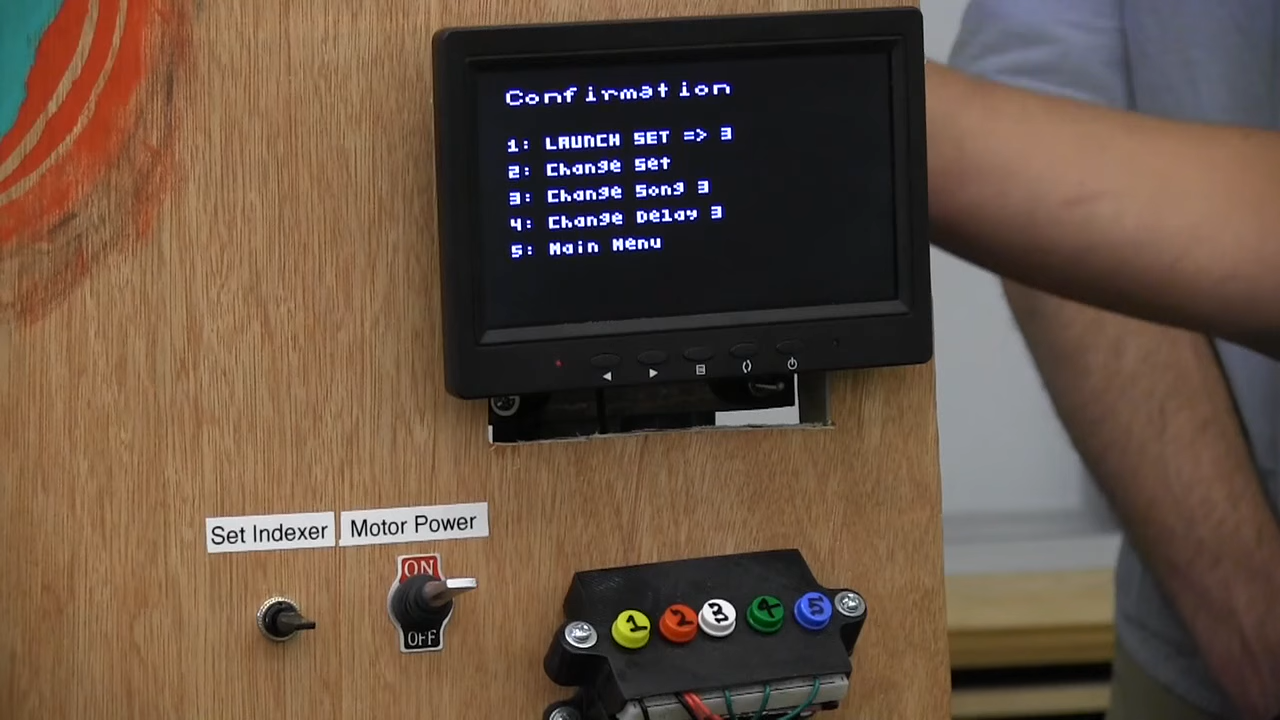 Confirmation
1: LAUNCH SET => 3
2: Change Set
3: Change Song 3
4: Change Delay 3
5: Main Menu
Set Indexer
Motor Power
ON
OFF
1 2 3 4 5